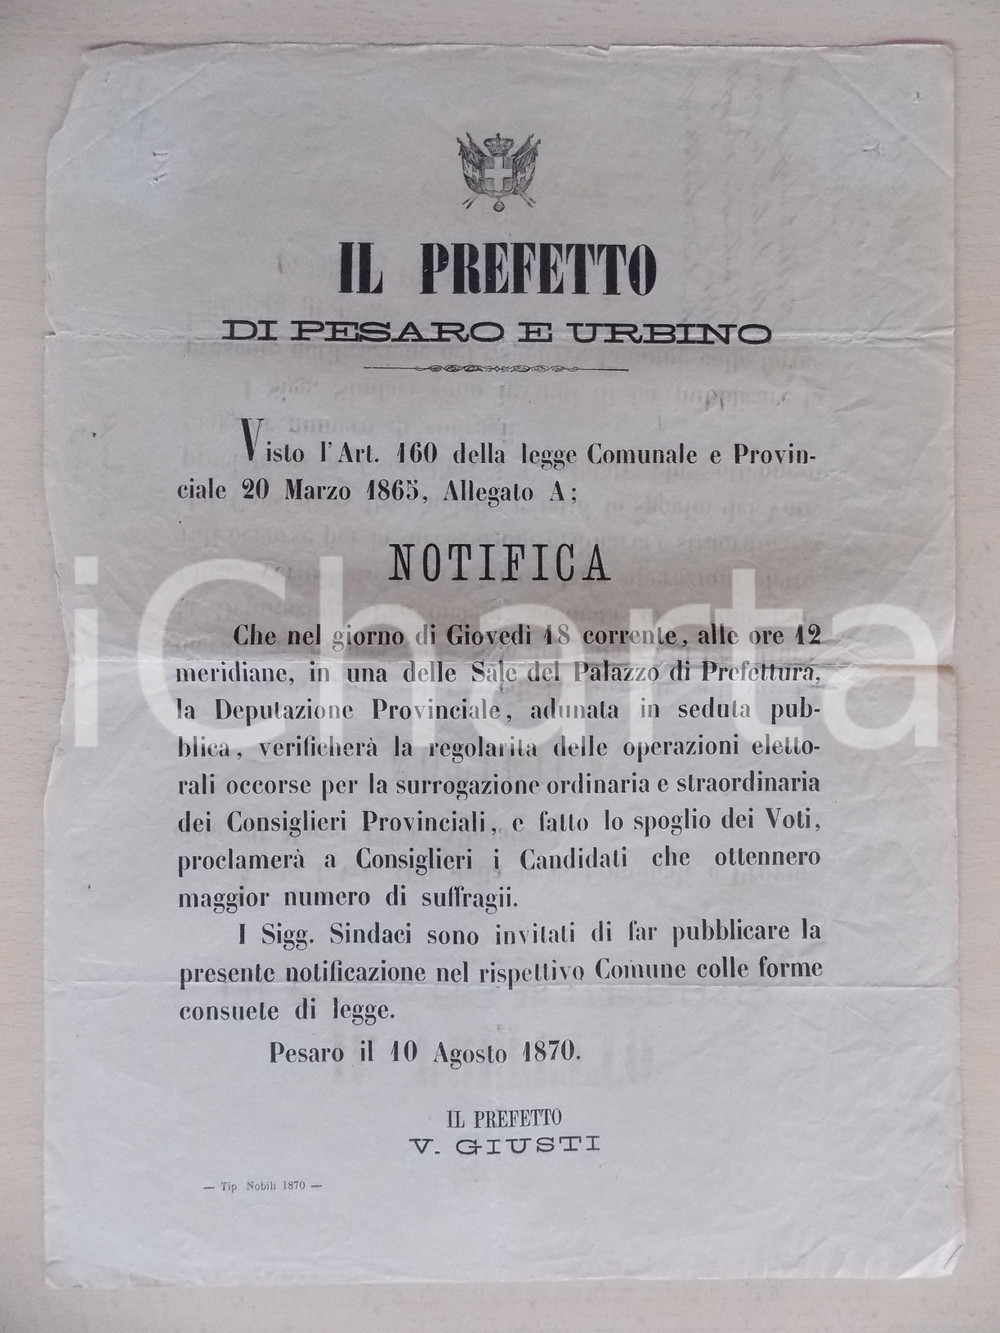 IL PREFETTO
DI PESARO E URBINO
Visto l'Art. 160 della legge Comunale e Provin-
ciale 20 Marzo 1865, Allegato A;
NOTIFICA
Che nel giorno di Giovedì 18 corrente, alle ore 12
meridiane, in una delle Sale del Palazzo di Prefettura,
la Deputazione Provinciale, adunata in seduta pub-
blica, verificherà la regolarità delle operazioni eletto-
rali occorse per la surrogazione ordinaria e straordinaria
dei Consiglieri Provinciali, e fatto lo spoglio dei Voti,
proclamerà a Consiglieri i Candidati che ottennero
maggior numero di suffragii.
I Sigg. Sindaci sono invitati di far pubblicare la
presente notificazione nel rispettivo Comune colle forme
consuete di legge.
Pesaro il 10 Agosto 1870.
IL PREFETTO
V. GIUSTI
— Tip Nobili 1870 —
iCharta